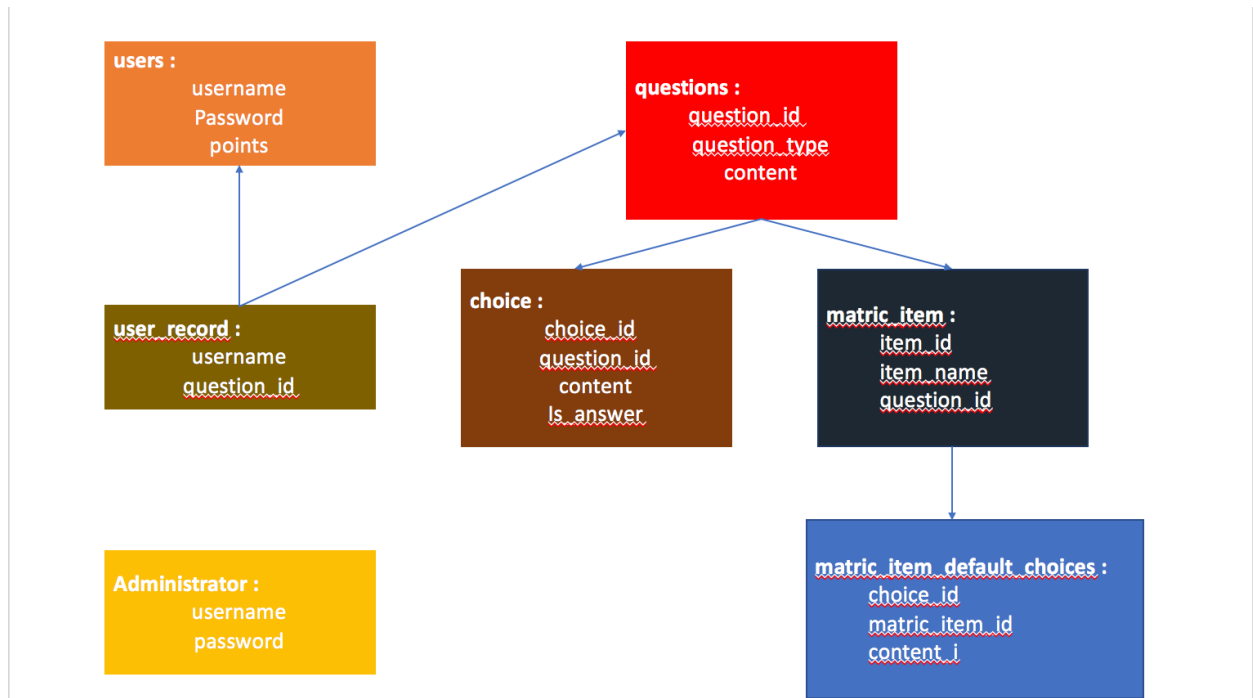 users :
username
Password
points
questions :
question_id
question_type
content
user_record :
username
question_id
choice :
choice_id
question_id
content
Is_answer
matric_item :
item_id
item_name
question_id
Administrator :
username
password
matric_item_default_choices :
choice_id
matric_item_id
content_i